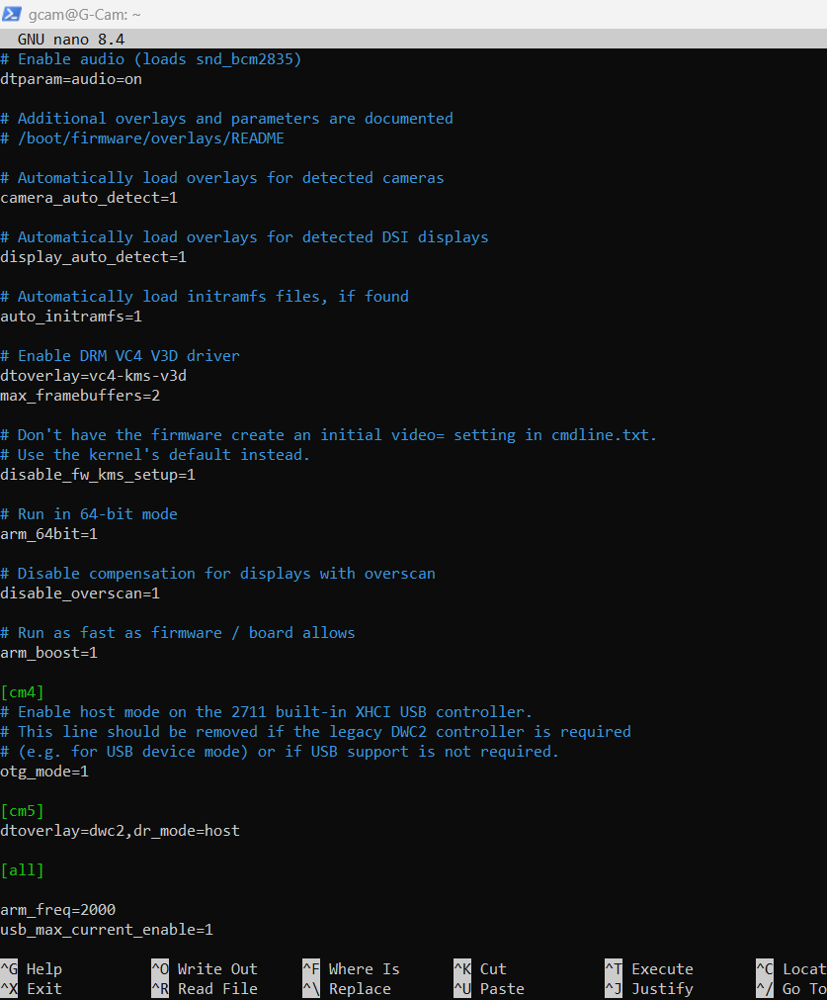 gcam@G-Cam: ~
GNU nano 8.4
# Enable audio (loads snd_bcm2835)
dtparam=audio=on
# Additional overlays and parameters are documented
# /boot/firmware/overlays/README
# Automatically load overlays for detected cameras
camera_auto_detect=1
# Automatically load overlays for detected DSI displays
display_auto_detect=1
# Automatically load initramfs files, if found
auto_initramfs=1
# Enable DRM VC4 V3D driver
dtoverlay=vc4-kms-v3d
max_framebuffers=2
# Don't have the firmware create an initial video= setting in cmdline.txt.
# Use the kernel's default instead.
disable_fw_kms_setup=1
# Run in 64-bit mode
arm_64bit=1
# Disable compensation for displays with overscan
disable_overscan=1
# Run as fast as firmware / board allows
arm_boost=1
[cm4]
# Enable host mode on the 2711 built-in XHCI USB controller.
# This line should be removed if the legacy DWC2 controller is required
# (e.g. for USB device mode) or if USB support is not required.
otg_mode=1
[cm5]
dtoverlay=dwc2,dr_mode=host
[all]
arm_freq=2000
usb_max_current_enable=1
^G Help ^O Write Out ^F Where Is ^K Cut ^T Execute ^C Locat
^X Exit ^R Read File ^\ Replace ^U Paste ^J Justify ^/ Go To